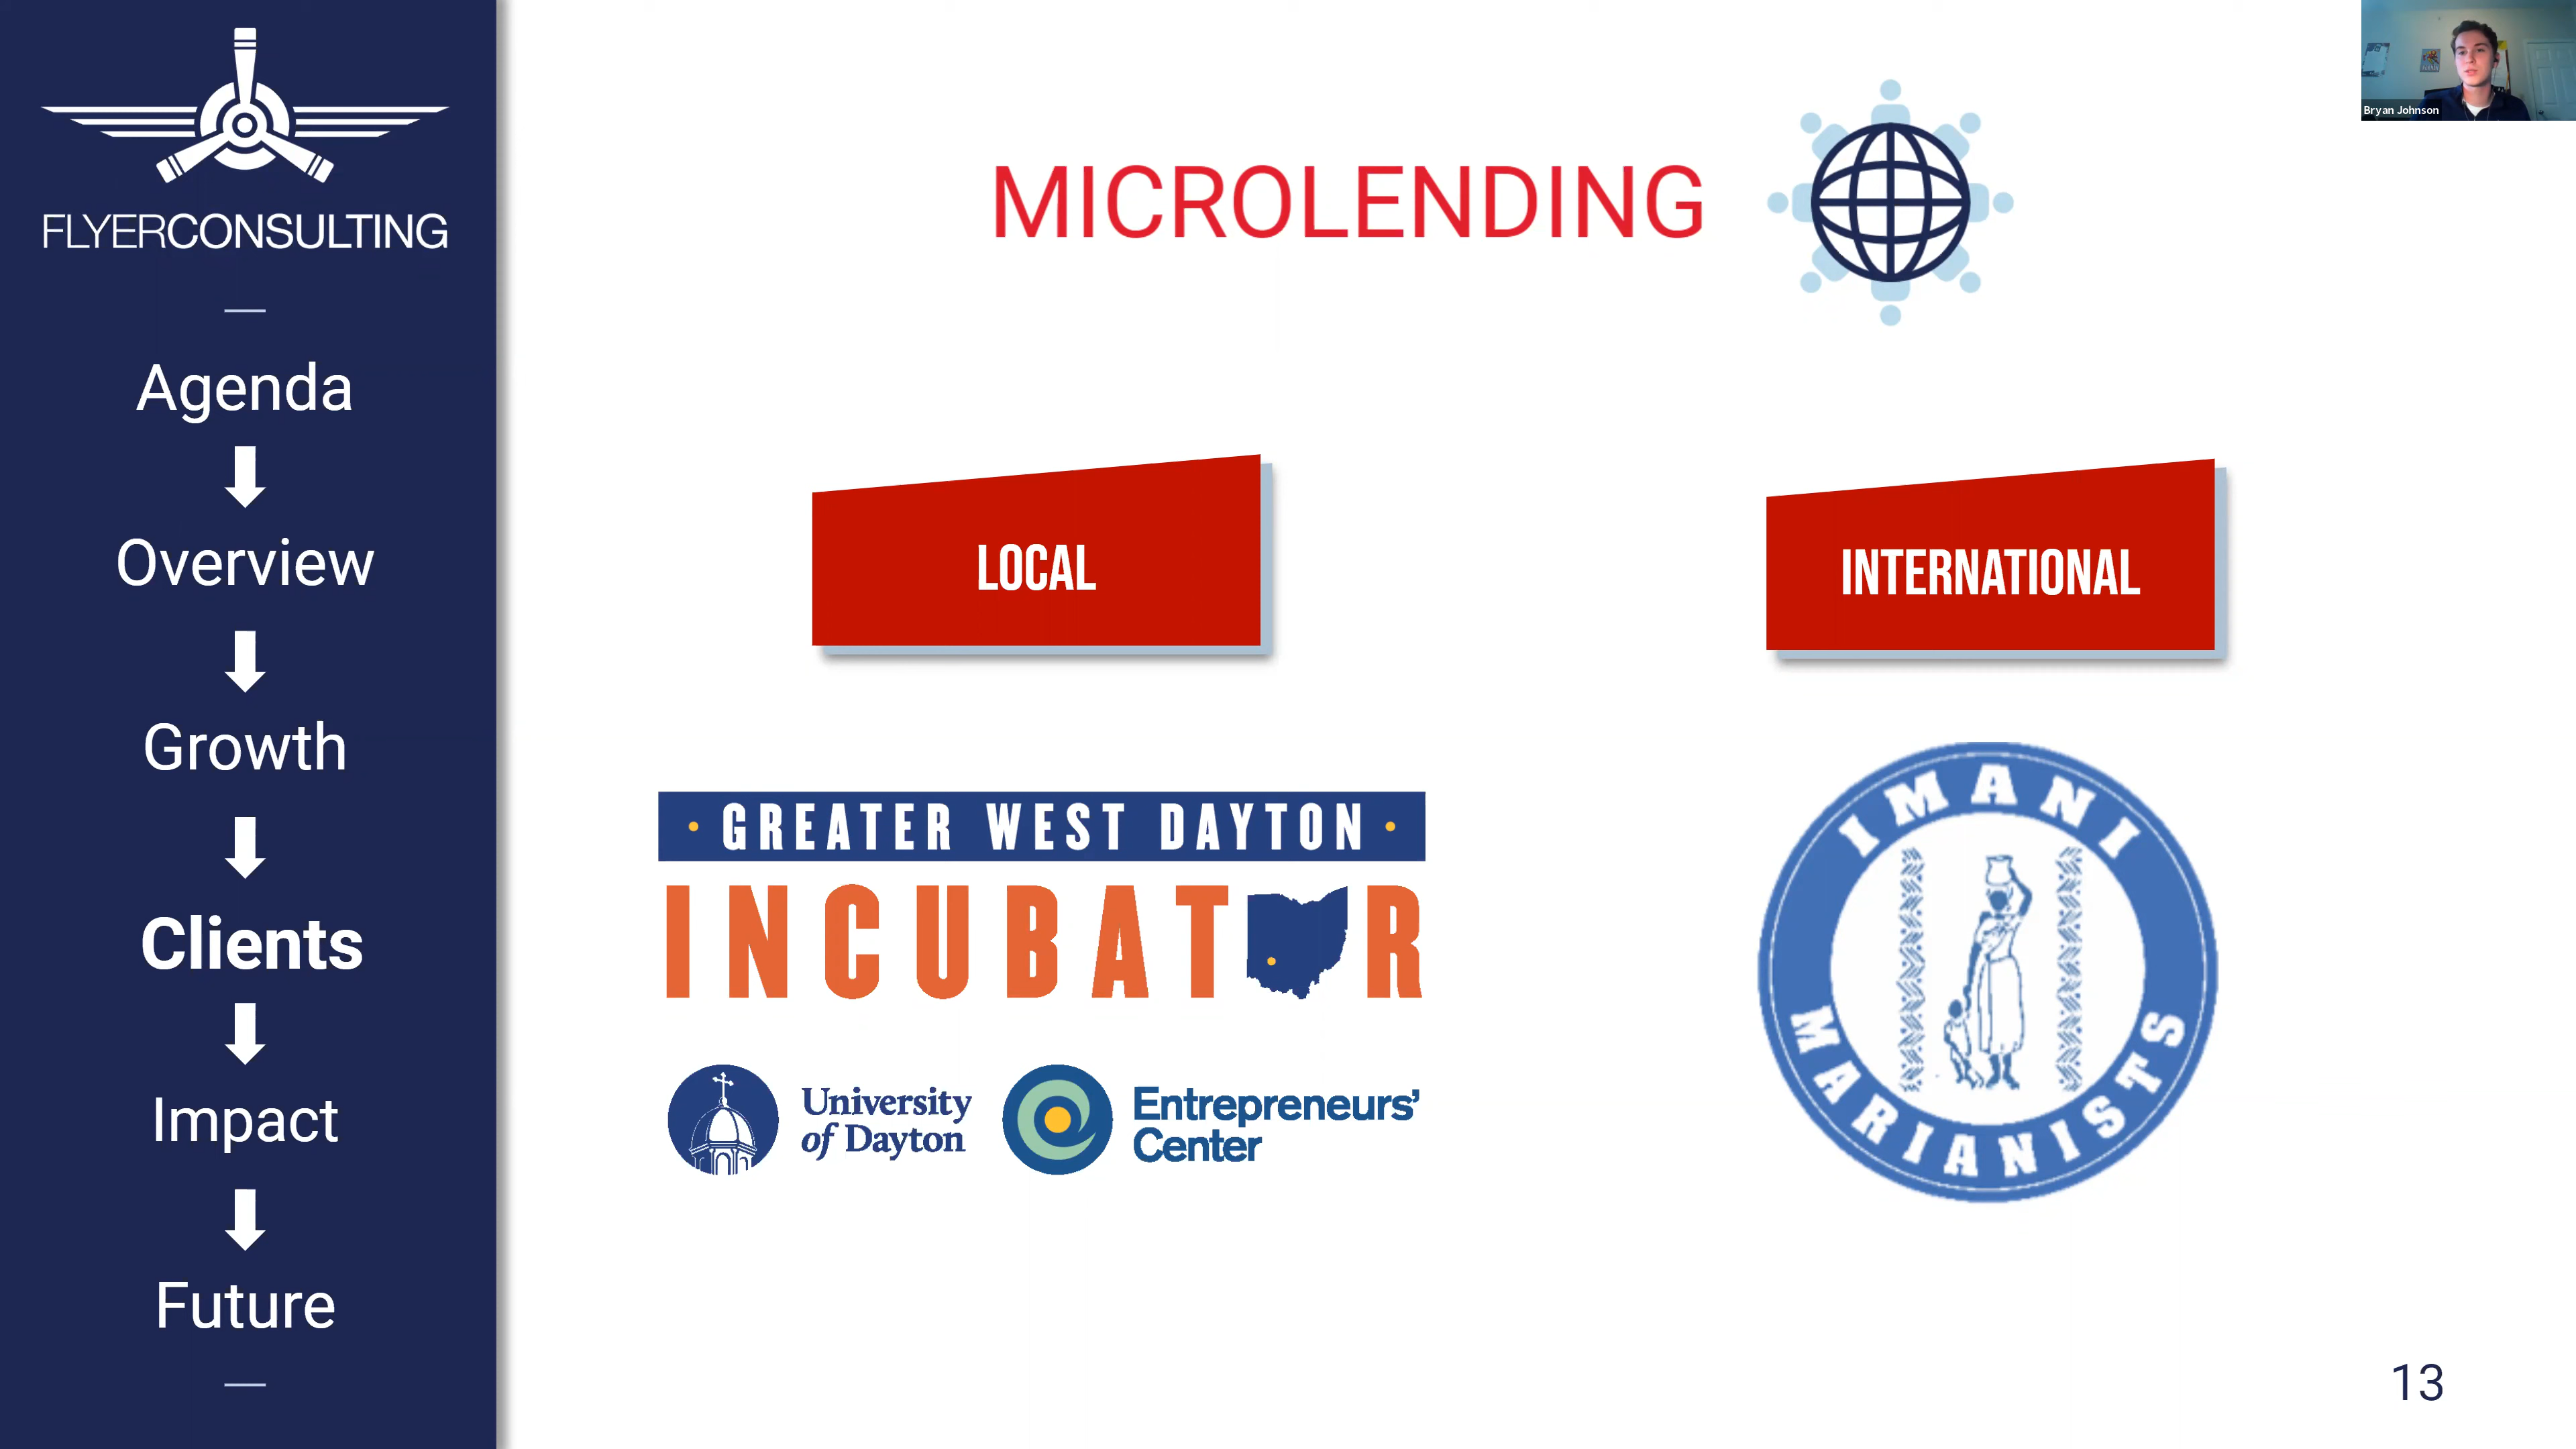 FLYERCONSULTING
Agenda
Overview
Growth
Clients
Impact
Future
MICROLENDING
LOCAL
GREATER WEST DAYTON
INCUBATOR
University
of Dayton
Entrepreneurs’
Center
INTERNATIONAL
IMANI
MARIANISTS
Bryan Johnson
13